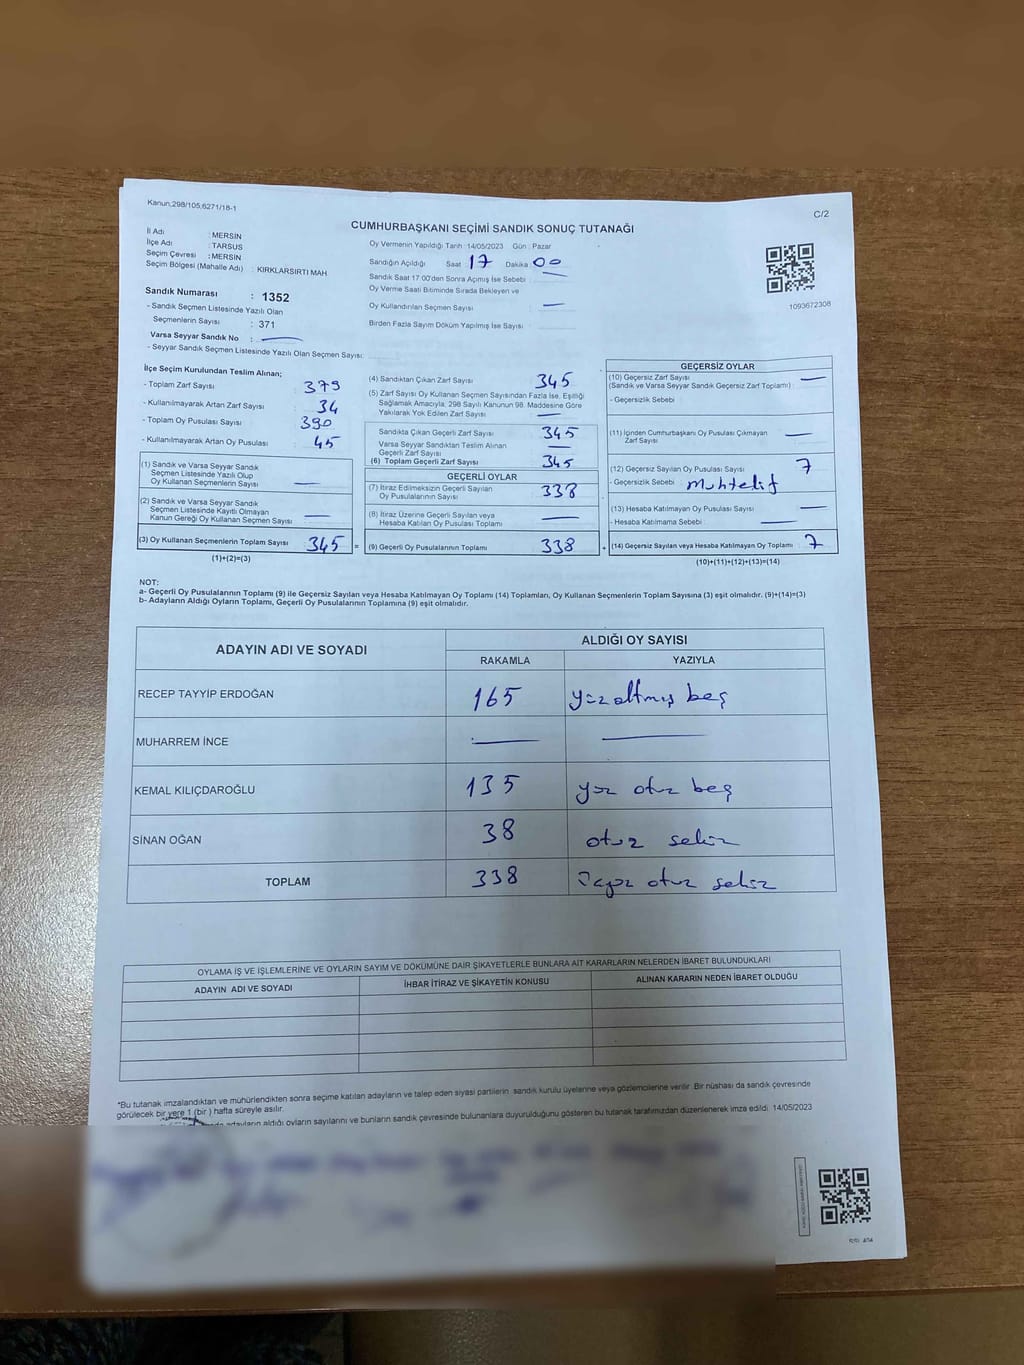 Kanun;298/105,6271/18-1
C/2
CUMHURBAŞKANI SEÇİMİ SANDIK SONUÇ TUTANAĞI
İl Adı : MERSİN
İlçe Adı : TARSUS
Seçim Çevresi : MERSİN
Seçim Bölgesi (Mahalle Adı) : KIRKLARSIRTI MAH
Sandık Numarası : 1352
- Sandık Seçmen Listesinde Yazılı Olan
Seçmenlerin Sayısı : 371
Varsa Seyyar Sandık No : —
- Seyyar Sandık Seçmen Listesinde Yazılı Olan Seçmen Sayısı:
Oy Vermenin Yapıldığı Tarih :14/05/2023 Gün : Pazar
Sandığın Açıldığı Saat 17 Dakika: 00
Sandık Saat 17.00'den Sonra Açılmış İse Sebebi : —
Oy Verme Saati Bitiminde Sırada Bekleyen ve
Oy Kullandırılan Seçmen Sayısı : —
Birden Fazla Sayım Döküm Yapılmış İse Sayısı :
1093672308
İlçe Seçim Kurulundan Teslim Alınan;
- Toplam Zarf Sayısı : 379
- Kullanılmayarak Artan Zarf Sayısı : 34
- Toplam Oy Pusulası Sayısı : 390
- Kullanılmayarak Artan Oy Pusulası : 45
(1) Sandık ve Varsa Seyyar Sandık
Seçmen Listesinde Yazılı Olup
Oy Kullanan Seçmenlerin Sayısı : —
(2) Sandık ve Varsa Seyyar Sandık
Seçmen Listesinde Kayıtlı Olmayan
Kanun Gereği Oy Kullanan Seçmen Sayısı : —
(3) Oy Kullanan Seçmenlerin Toplam Sayısı : 345 =
(1)+(2)=(3)
(4) Sandıktan Çıkan Zarf Sayısı : 345
(5) Zarf Sayısı Oy Kullanan Seçmen Sayısından Fazla İse, Eşitliği
Sağlamak Amacıyla; 298 Sayılı Kanunun 98. Maddesine Göre
Yakılarak Yok Edilen Zarf Sayısı : —
Sandıkta Çıkan Geçerli Zarf Sayısı : 345
Varsa Seyyar Sandıktan Teslim Alınan
Geçerli Zarf Sayısı : —
(6) Toplam Geçerli Zarf Sayısı : 345
GEÇERLİ OYLAR
(7) İtiraz Edilmeksizin Geçerli Sayılan
Oy Pusulalarının Sayısı : 338
(8) İtiraz Üzerine Geçerli Sayılan veya
Hesaba Katılan Oy Pusulası Toplamı : —
(9) Geçerli Oy Pusulalarının Toplamı : 338 +
GEÇERSİZ OYLAR
(10) Geçersiz Zarf Sayısı
(Sandık ve Varsa Seyyar Sandık Geçersiz Zarf Toplamı) : —
- Geçersizlik Sebebi :
(11) İçinden Cumhurbaşkanı Oy Pusulası Çıkmayan
Zarf Sayısı : —
(12) Geçersiz Sayılan Oy Pusulası Sayısı : 7
- Geçersizlik Sebebi : Muhtelif
(13) Hesaba Katılmayan Oy Pusulası Sayısı : —
- Hesaba Katılmama Sebebi : —
(14) Geçersiz Sayılan veya Hesaba Katılmayan Oy Toplamı : 7
(10)+(11)+(12)+(13)=(14)
NOT:
a- Geçerli Oy Pusulalarının Toplamı (9) ile Geçersiz Sayılan veya Hesaba Katılmayan Oy Toplamı (14) Toplamları, Oy Kullanan Seçmenlerin Toplam Sayısına (3) eşit olmalıdır. (9)+(14)=(3)
b- Adayların Aldığı Oyların Toplamı, Geçerli Oy Pusulalarının Toplamına (9) eşit olmalıdır.
ADAYIN ADI VE SOYADI ALDIĞI OY SAYISI
RAKAMLA YAZIYLA
RECEP TAYYİP ERDOĞAN 165 yüz altmış beş
MUHARREM İNCE — —
KEMAL KILIÇDAROĞLU 135 yüz otuz beş
SİNAN OĞAN 38 otuz sekiz
TOPLAM 338 üçyüz otuz sekiz
OYLAMA İŞ VE İŞLEMLERİNE VE OYLARIN SAYIM VE DÖKÜMÜNE DAİR ŞİKAYETLERLE BUNLARA AİT KARARLARIN NELERDEN İBARET BULUNDUKLARI
ADAYIN ADI VE SOYADI İHBAR İTİRAZ VE ŞİKAYETİN KONUSU ALINAN KARARIN NEDEN İBARET OLDUĞU
*Bu tutanak imzalandıktan ve mühürlendikten sonra seçime katılan adayların ve talep eden siyasi partilerin sandık kurulu üyelerine veya gözlemcilerine verilir. Bir nüshası da sandık çevresinde
görülecek bir yere 1 (bir) hafta süreyle asılır.
adayların aldığı oyların sayılarını ve bunların sandık çevresinde bulunanlara duyurulduğunu gösteren bu tutanak tarafımızdan düzenlenerek imza edildi. 14/05/2023